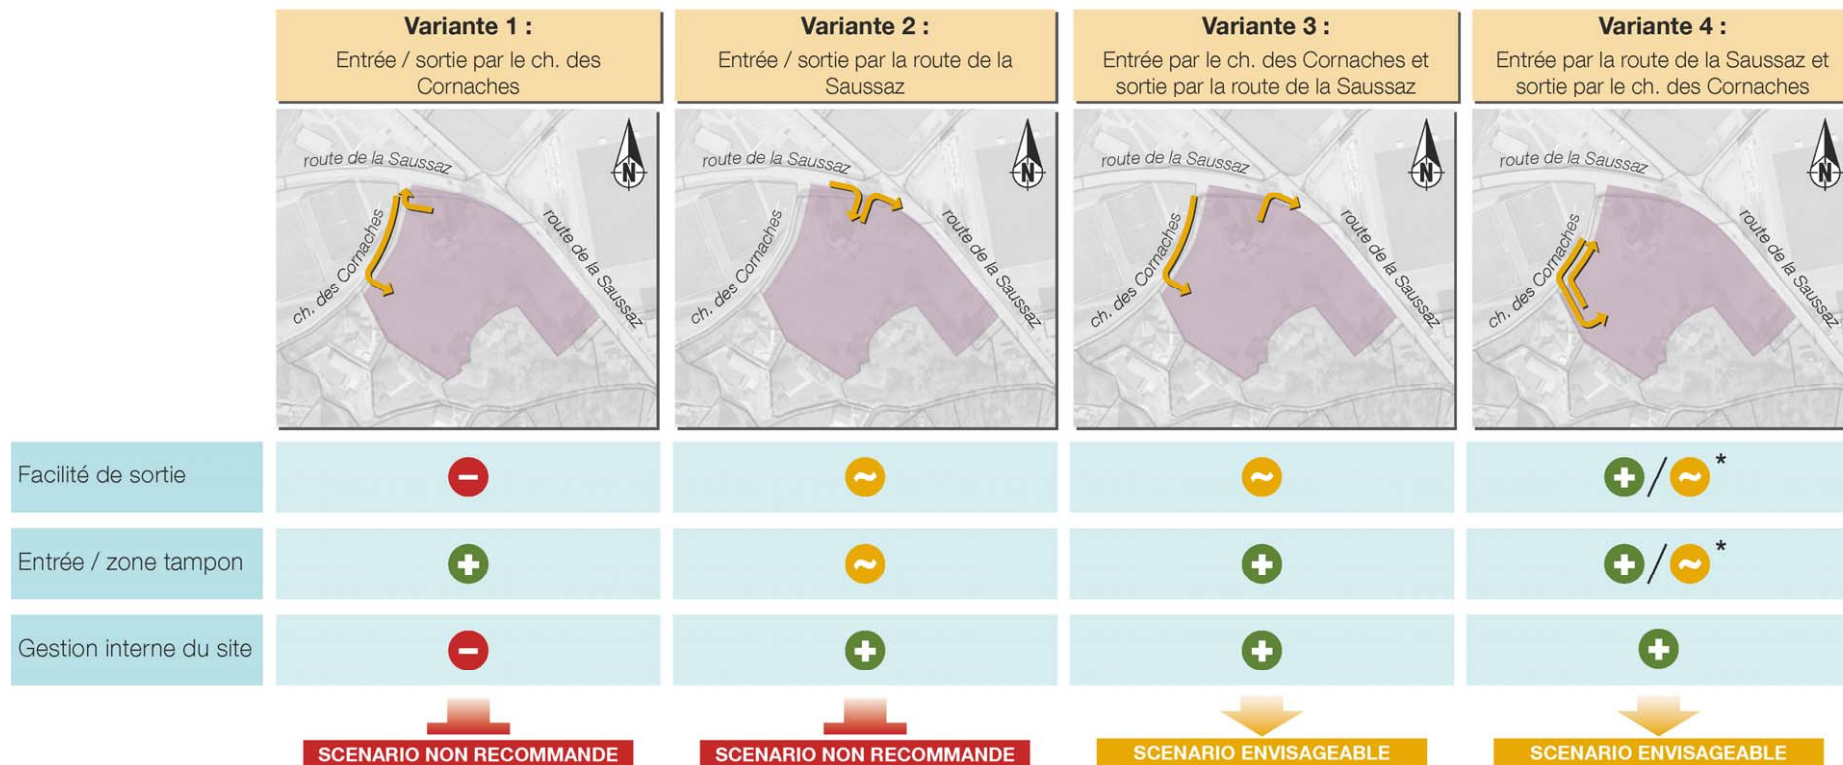 Variante 1 :
Entrée / sortie par le ch. des
Cornaches
Variante 2 :
Entrée / sortie par la route de la
Saussaz
Variante 3 :
Entrée par le ch. des Cornaches et
sortie par la route de la Saussaz
Variante 4 :
Entrée par la route de la Saussaz et
sortie par le ch. des Cornaches
route de la Saussaz
N
ch. des Cornaches
route de la Saussaz
route de la Saussaz
N
ch. des Cornaches
route de la Saussaz
route de la Saussaz
N
ch. des Cornaches
route de la Saussaz
route de la Saussaz
N
ch. des Cornaches
route de la Saussaz
Facilité de sortie
− ~ ~ + / ~ *
Entrée / zone tampon
+ ~ + + / ~ *
Gestion interne du site
− + + +
SCENARIO NON RECOMMANDE
SCENARIO NON RECOMMANDE
SCENARIO ENVISAGEABLE
SCENARIO ENVISAGEABLE